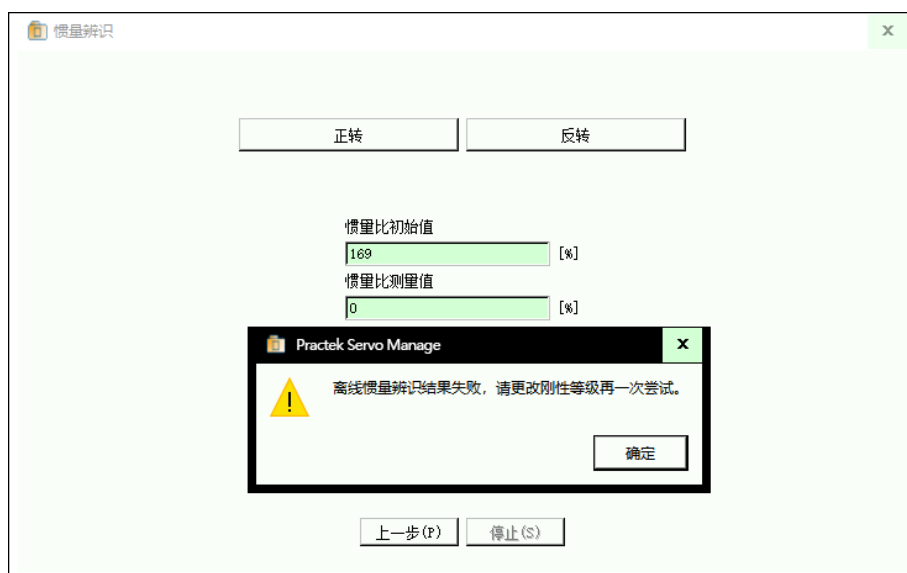 惯量辨识
正转
反转
惯量比初始值
169 [%]
惯量比测量值
0 [%]
Practek Servo Manage
离线惯量辨识结果失败，请更改刚性等级再一次尝试。
确定
上一步(P)
停止(S)